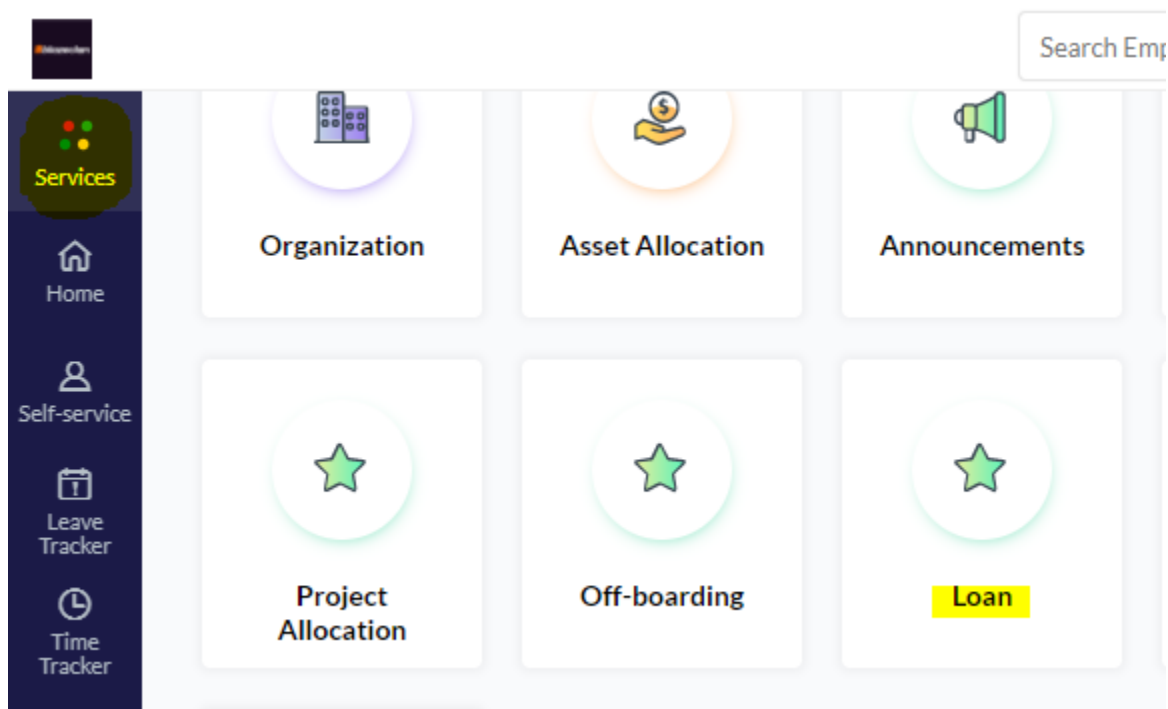 Search Emp
Services
Organization
Asset Allocation
Announcements
Home
Self-service
Leave
Tracker
Project
Allocation
Off-boarding
Loan
Time
Tracker